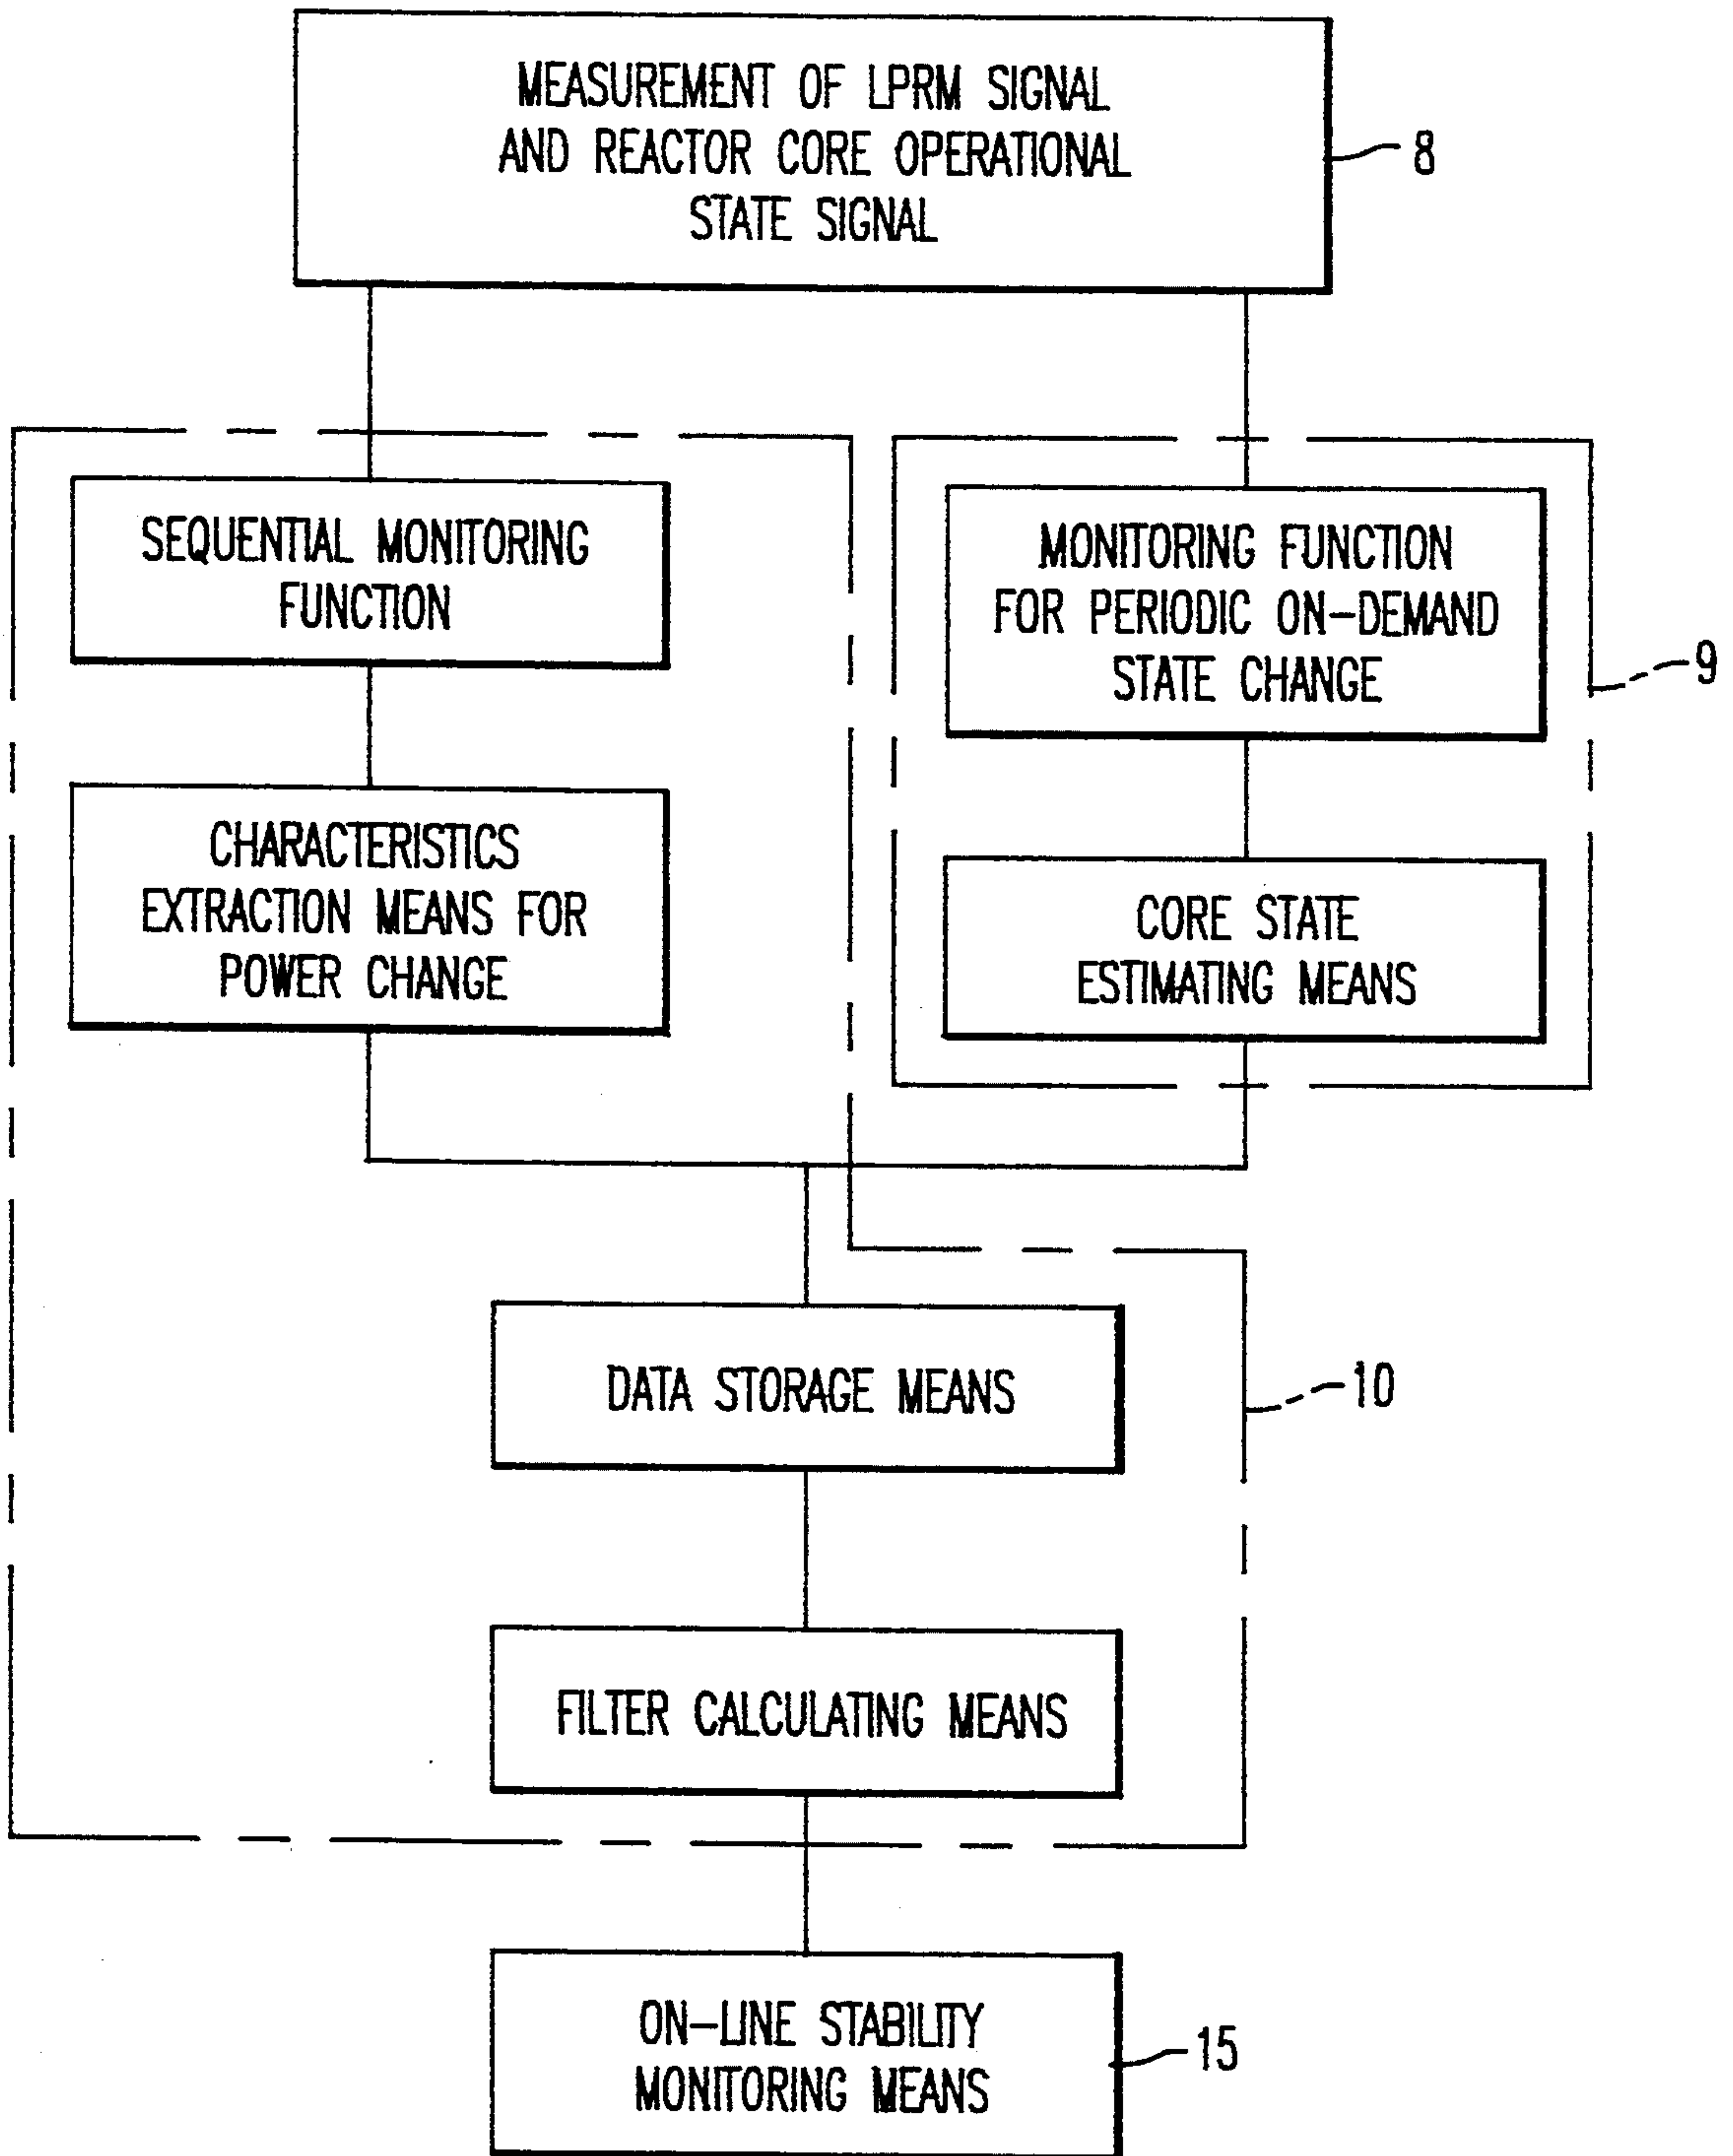 MEASUREMENT OF LPRM SIGNAL
AND REACTOR CORE OPERATIONAL
STATE SIGNAL
8
SEQUENTIAL MONITORING
FUNCTION
MONITORING FUNCTION
FOR PERIODIC ON-DEMAND
STATE CHANGE
9
CHARACTERISTICS
EXTRACTION MEANS FOR
POWER CHANGE
CORE STATE
ESTIMATING MEANS
DATA STORAGE MEANS
10
FILTER CALCULATING MEANS
ON-LINE STABILITY
MONITORING MEANS
15